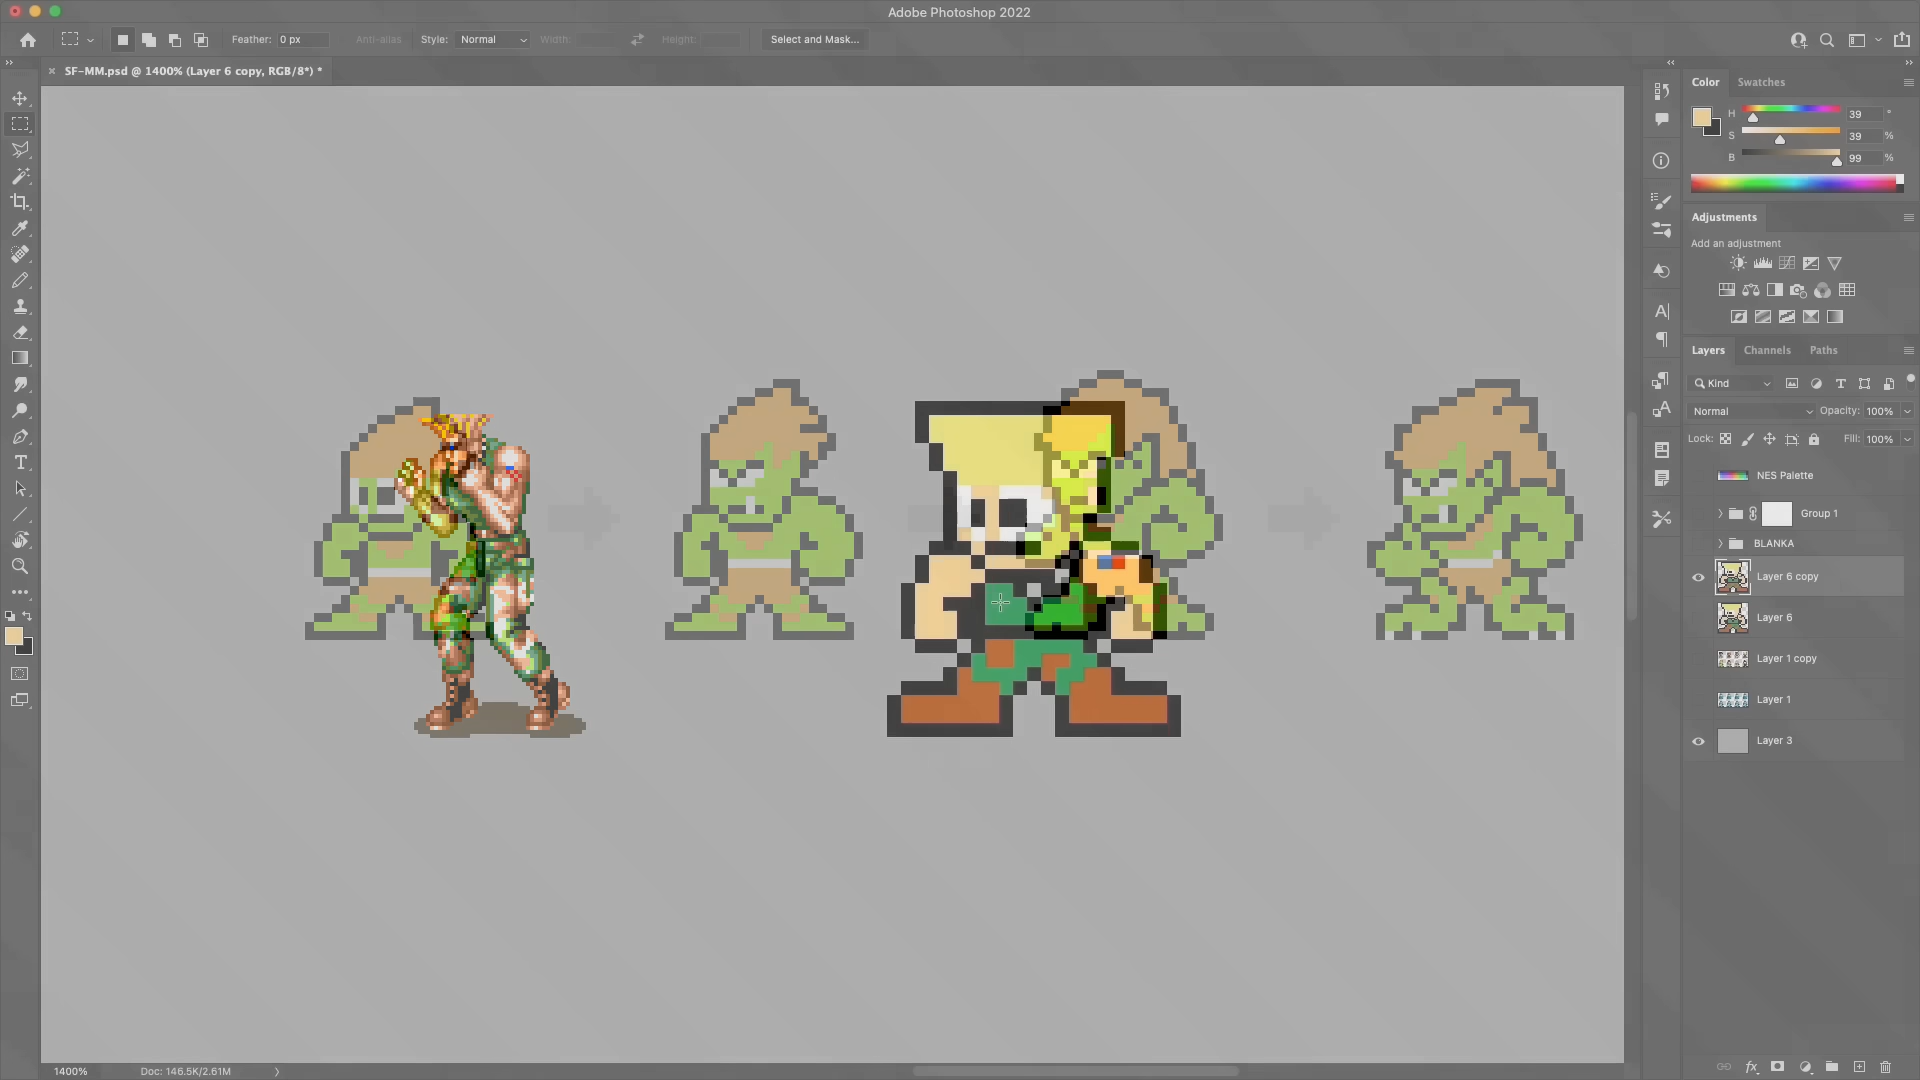 Adobe Photoshop 2022
Feather: 0 px
Anti-alias
Style: Normal
Width:
Height:
Select and Mask...
SF-MM.psd @ 1400% (Layer 6 copy, RGB/8*) *
Color
Swatches
H 39 °
S 39 %
B 99 %
Adjustments
Add an adjustment
Layers
Channels
Paths
Kind
Normal
Opacity: 100%
Lock:
Fill: 100%
NES Palette
Group 1
BLANKA
Layer 6 copy
Layer 6
Layer 1 copy
Layer 1
Layer 3
1400%
Doc: 146.5K/2.61M